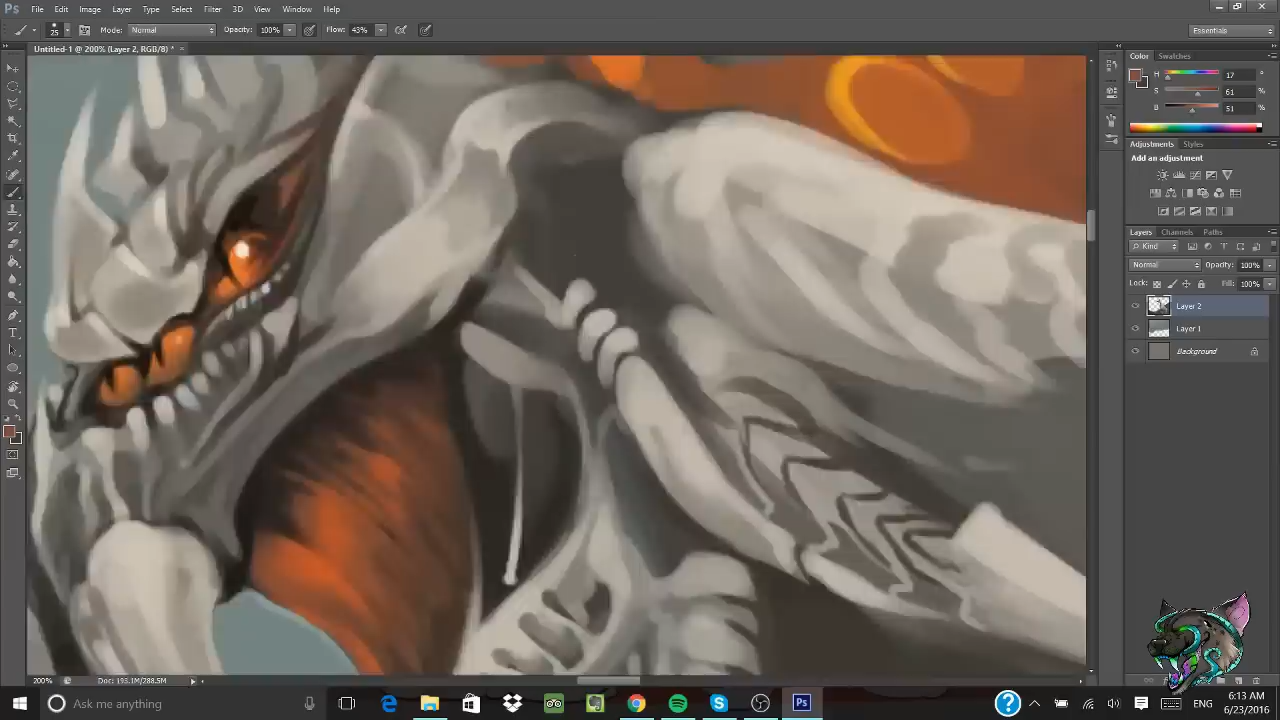 Ps File Edit Image Layer Type Select Filter 3D View Window Help
25 Mode: Normal Opacity: 100% Flow: 43% Essentials
Untitled-1 @ 200% (Layer 2, RGB/8) * ×
Color Swatches
H 17
S 61 %
B 51 %
Adjustments Styles
Add an adjustment
Layers Channels Paths
Kind
Normal Opacity: 100%
Lock: Fill: 100%
Layer 2
Layer 1
Background
200% Doc: 193.1M/288.5M
Ask me anything
Ps
6:13 AM
6/23/2016